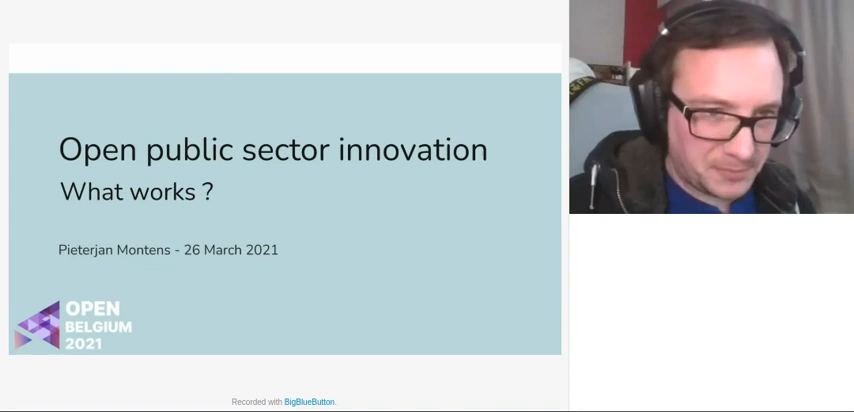 Open public sector innovation
What works ?
Pieterjan Montens - 26 March 2021
OPEN
BELGIUM
2021
Recorded with BigBlueButton.